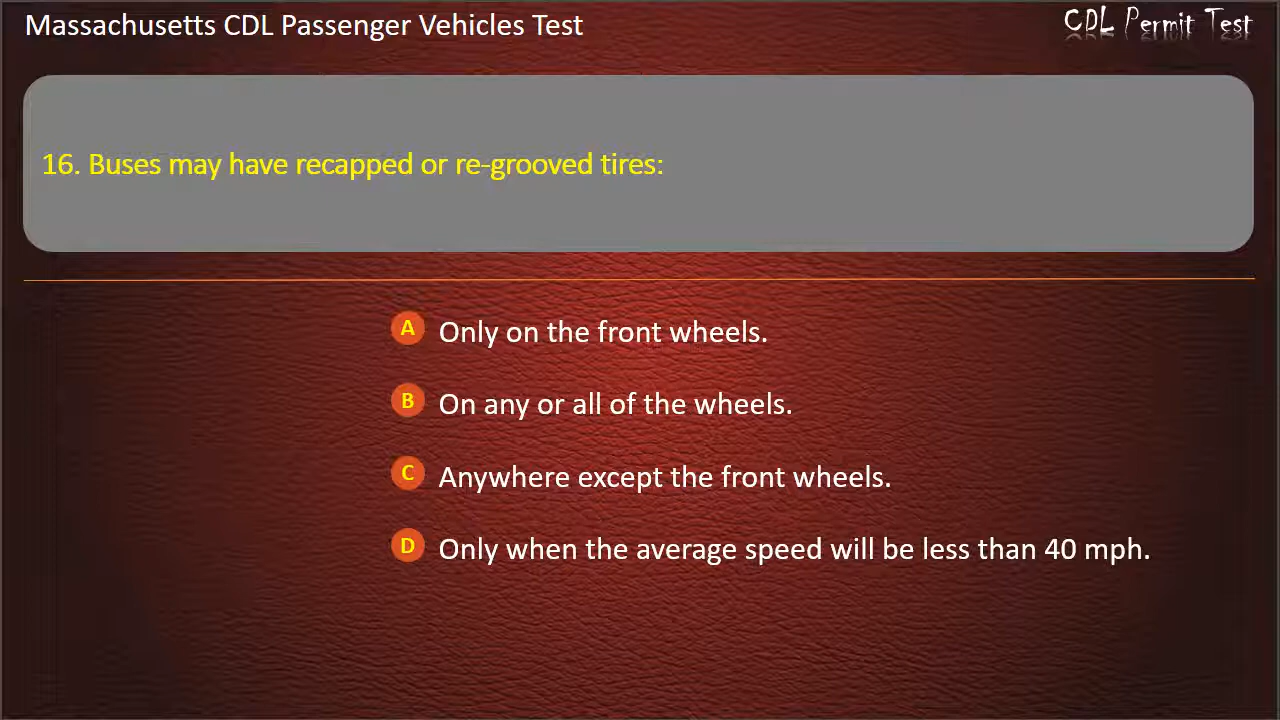 Massachusetts CDL Passenger Vehicles Test
CDL Permit Test
16. Buses may have recapped or re-grooved tires:
A Only on the front wheels.
B On any or all of the wheels.
C Anywhere except the front wheels.
D Only when the average speed will be less than 40 mph.